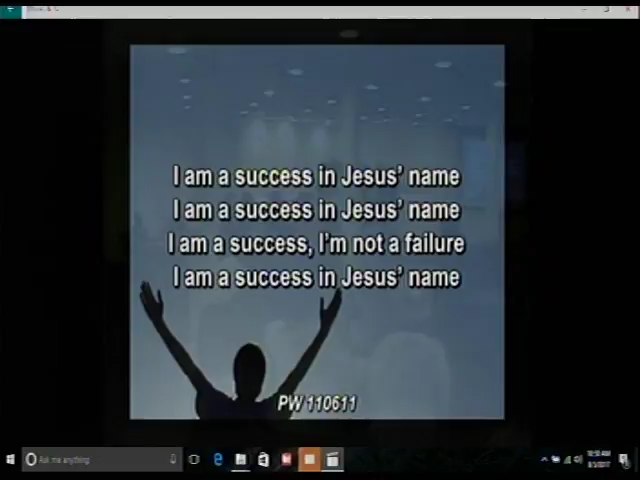 I am a success in Jesus' name
I am a success in Jesus' name
I am a success, I'm not a failure
I am a success in Jesus' name
PW 110611
Ask me anything